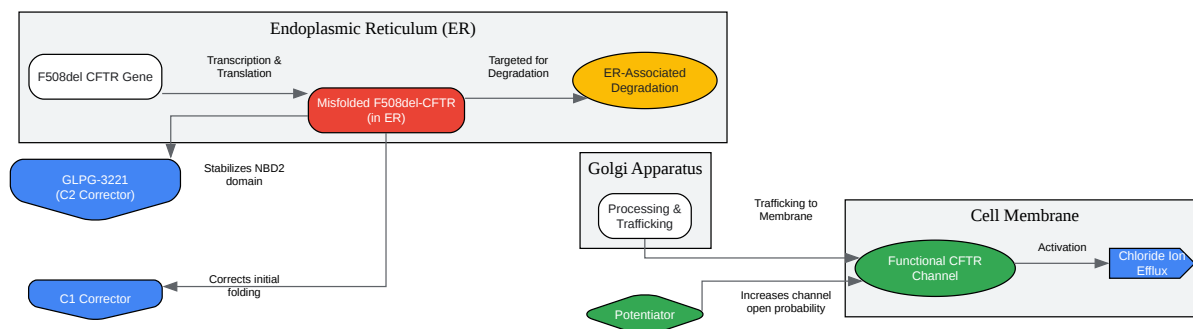 Endoplasmic Reticulum (ER)
F508del CFTR Gene
Transcription &
Translation
Misfolded F508del-CFTR
(in ER)
Targeted for
Degradation
ER-Associated
Degradation
GLPG-3221
(C2 Corrector)
Stabilizes NBD2
domain
C1 Corrector
Corrects initial
folding
Golgi Apparatus
Processing &
Trafficking
Trafficking to
Membrane
Cell Membrane
Functional CFTR
Channel
Activation
Chloride Ion
Efflux
Potentiator
Increases channel
open probability